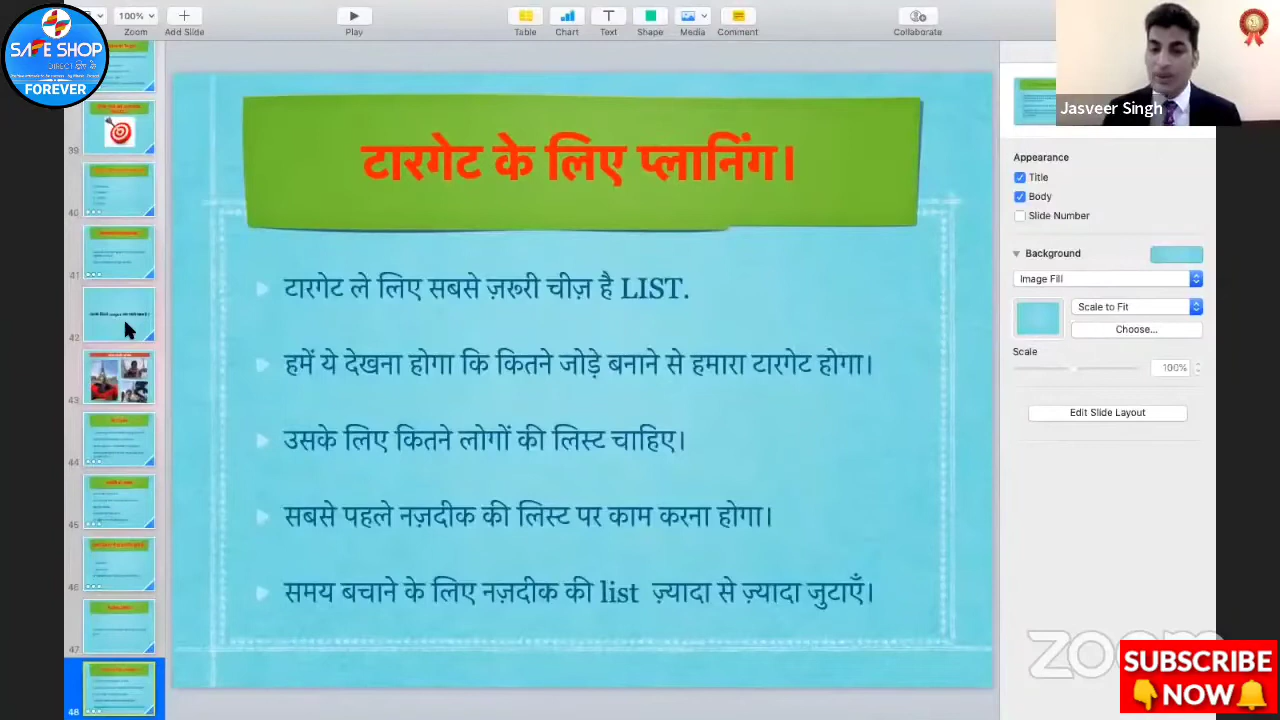 SAFE SHOP
DIRECT
FOREVER
100%
Zoom
Add Slide
Play
Table
Chart
Text
Shape
Media
Comment
Collaborate
Jasveer Singh
39
40
41
42
43
44
45
46
47
48
टारगेट के लिए प्लानिंग।
टारगेट ले लिए सबसे ज़रूरी चीज़ है LIST.
हमें ये देखना होगा कि कितने जोड़े बनाने से हमारा टारगेट होगा।
उसके लिए कितने लोगों की लिस्ट चाहिए।
सबसे पहले नज़दीक की लिस्ट पर काम करना होगा।
समय बचाने के लिए नज़दीक की list ज़्यादा से ज़्यादा जुटाएँ।
Appearance
Title
Body
Slide Number
Background
Image Fill
Scale to Fit
Choose...
Scale
100%
Edit Slide Layout
zoom
SUBSCRIBE
NOW